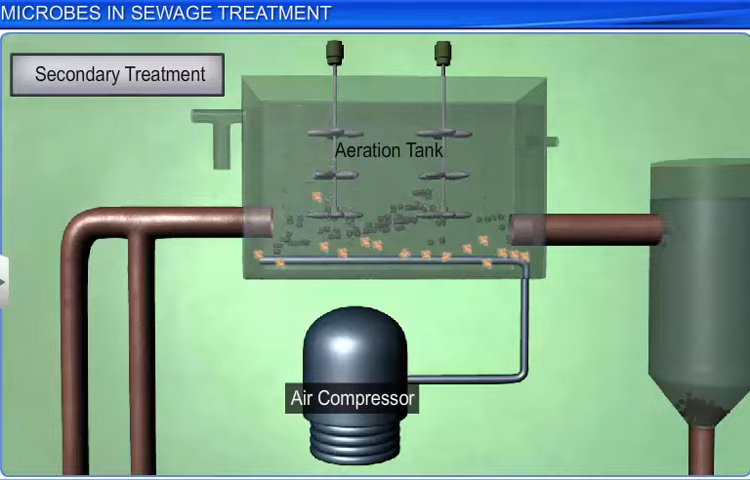 MICROBES IN SEWAGE TREATMENT
Secondary Treatment
Aeration Tank
Air Compressor